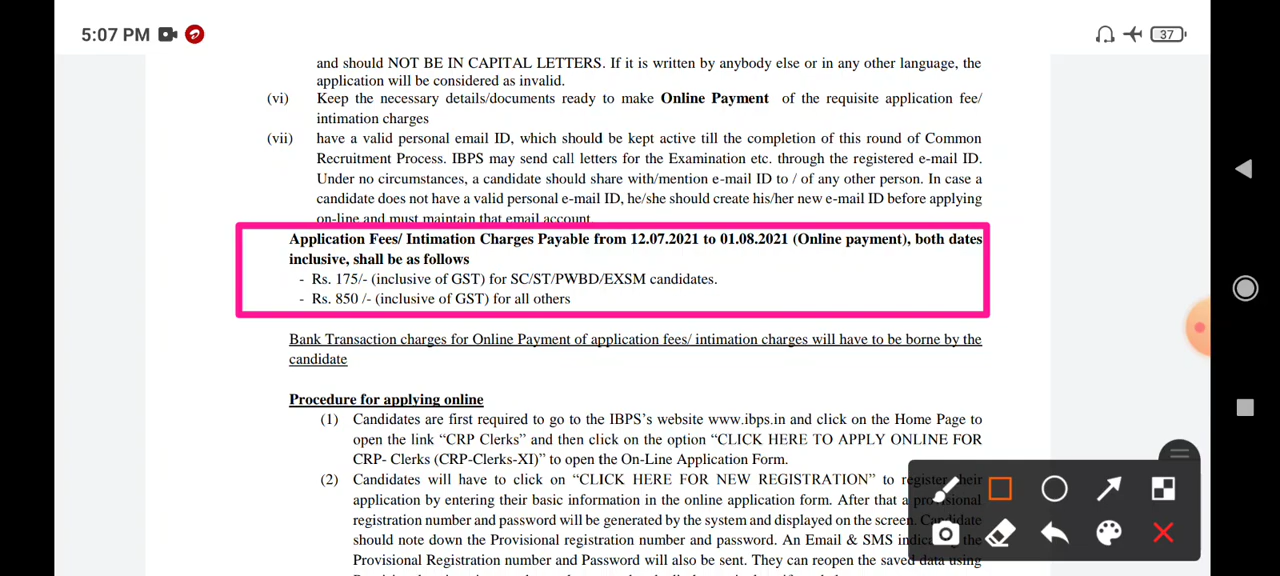 5:07 PM
37
and should NOT BE IN CAPITAL LETTERS. If it is written by anybody else or in any other language, the
application will be considered as invalid.
(vi) Keep the necessary details/documents ready to make Online Payment of the requisite application fee/
intimation charges
(vii) have a valid personal email ID, which should be kept active till the completion of this round of Common
Recruitment Process. IBPS may send call letters for the Examination etc. through the registered e-mail ID.
Under no circumstances, a candidate should share with/mention e-mail ID to / of any other person. In case a
candidate does not have a valid personal e-mail ID, he/she should create his/her new e-mail ID before applying
on-line and must maintain that email account.
Application Fees/ Intimation Charges Payable from 12.07.2021 to 01.08.2021 (Online payment), both dates
inclusive, shall be as follows
- Rs. 175/- (inclusive of GST) for SC/ST/PWBD/EXSM candidates.
- Rs. 850 /- (inclusive of GST) for all others
Bank Transaction charges for Online Payment of application fees/ intimation charges will have to be borne by the
candidate
Procedure for applying online
(1) Candidates are first required to go to the IBPS's website www.ibps.in and click on the Home Page to
open the link “CRP Clerks” and then click on the option “CLICK HERE TO APPLY ONLINE FOR
CRP- Clerks (CRP-Clerks-XI)” to open the On-Line Application Form.
(2) Candidates will have to click on “CLICK HERE FOR NEW REGISTRATION” to register their
application by entering their basic information in the online application form. After that a provisional
registration number and password will be generated by the system and displayed on the screen. Candidate
should note down the Provisional registration number and password. An Email & SMS the
Provisional Registration number and Password will also be sent. They can reopen the saved data using